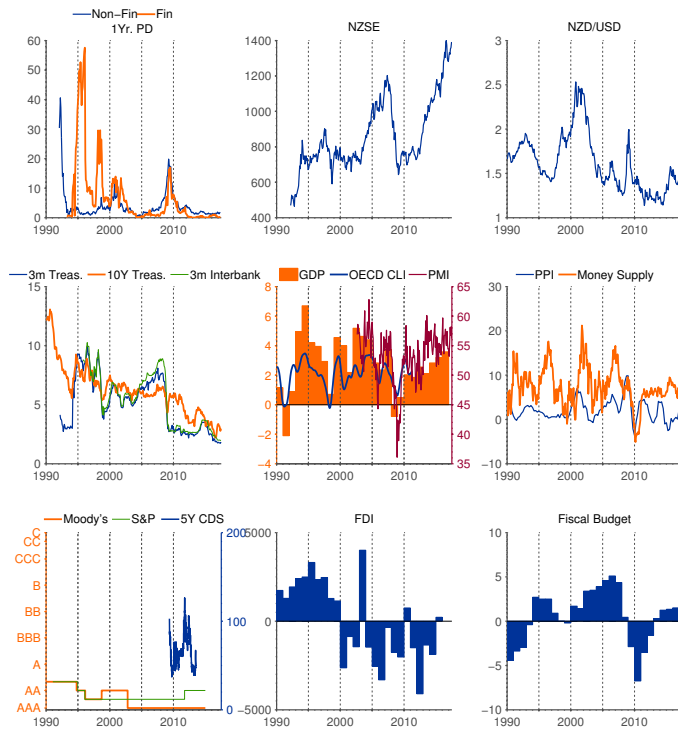 Non-Fin Fin
1Yr. PD
60
50
40
30
20
10
0
1990 2000 2010
NZSE
1400
1200
1000
800
600
400
1990 2000 2010
NZD/USD
3
2.5
2
1.5
1
1990 2000 2010
3m Treas. 10Y Treas. 3m Interbank
15
10
5
0
1990 2000 2010
GDP OECD CLI PMI
8 65
6 60
4 55
2 50
0 45
-2 40
-4 35
1990 2000 2010
PPI Money Supply
30
20
10
0
-10
1990 2000 2010
Moody's S&P 5Y CDS
C 200
CC
CCC
B
BB 100
BBB
A
AA
AAA 0
1990 2000 2010
FDI
5000
0
-5000
1990 2000 2010
Fiscal Budget
10
5
0
-5
-10
1990 2000 2010